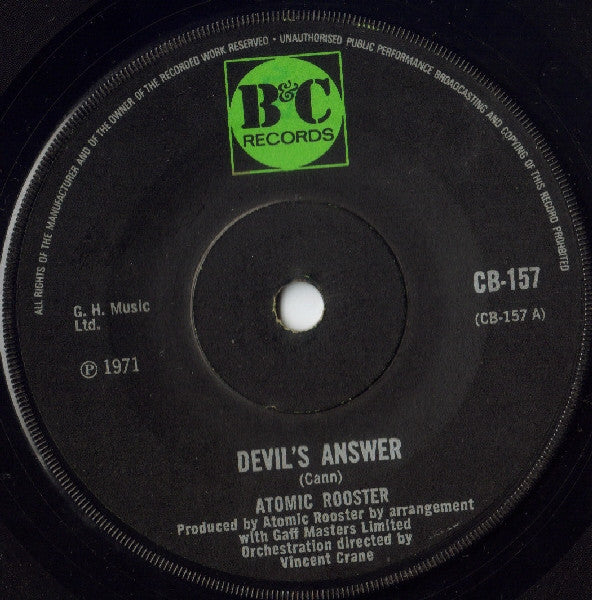 ALL RIGHTS OF THE MANUFACTURER AND OF THE OWNER OF THE RECORDED WORK RESERVED • UNAUTHORISED PUBLIC PERFORMANCE BROADCASTING AND COPYING OF THIS RECORD PROHIBITED
B&C
RECORDS
G. H. Music
Ltd.
℗ 1971
CB-157
(CB-157 A)
DEVIL'S ANSWER
(Cann)
ATOMIC ROOSTER
Produced by Atomic Rooster by arrangement
with Gaff Masters Limited
Orchestration directed by
Vincent Crane